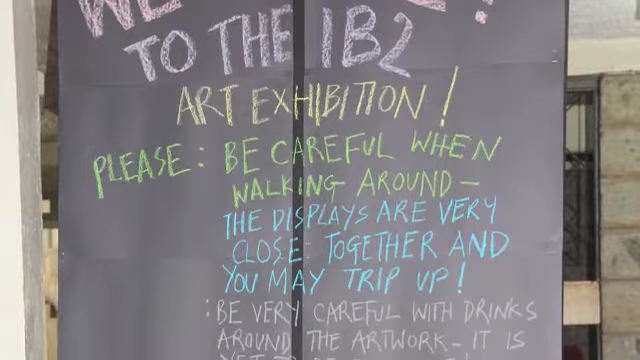 TO THE IB2
ART EXHIBITION!
PLEASE: BE CAREFUL WHEN
WALKING AROUND –
THE DISPLAYS ARE VERY
CLOSE TOGETHER AND
YOU MAY TRIP UP!
: BE VERY CAREFUL WITH DRINKS
AROUND THE ARTWORK – IT IS